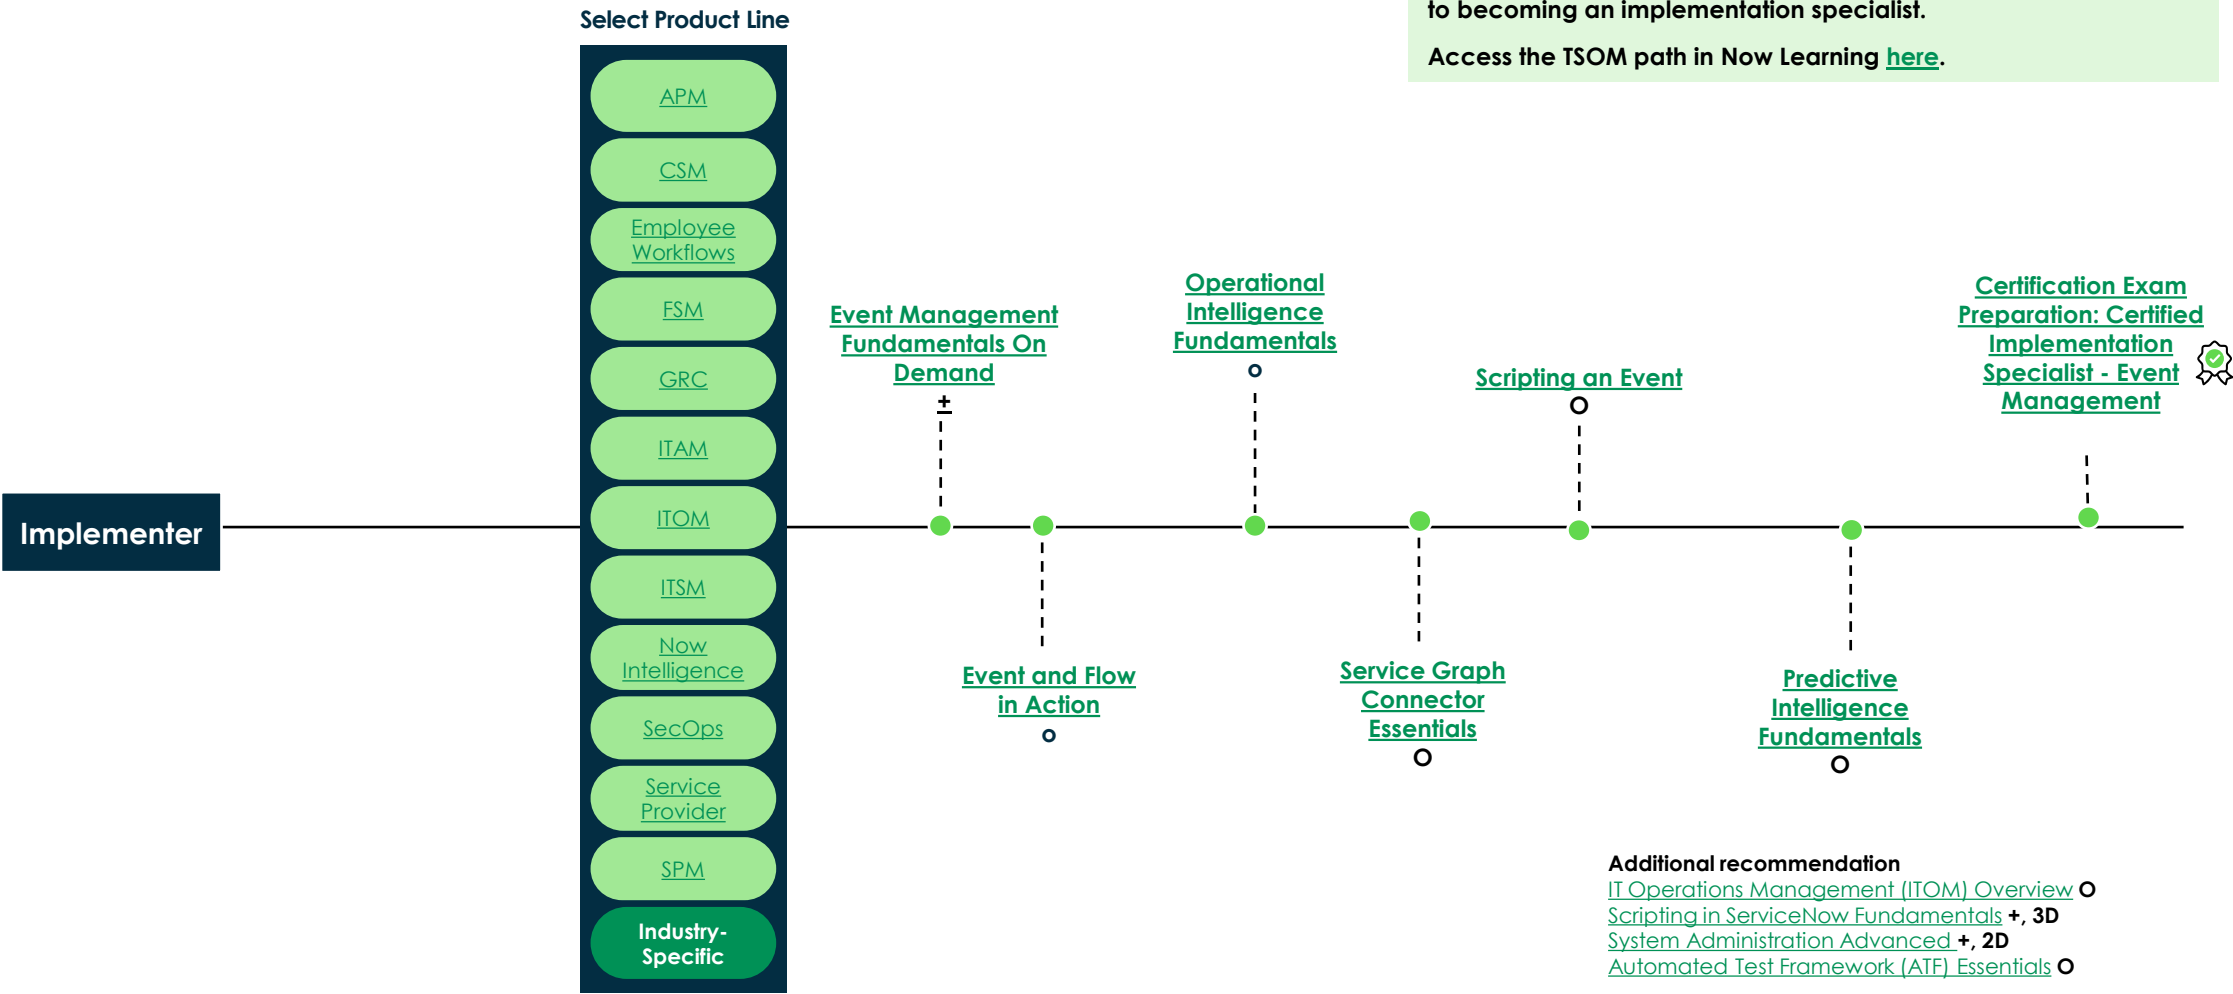 to becoming an implementation specialist.
Access the TSOM path in Now Learning here.
Select Product Line
APM
CSM
Employee
Workflows
FSM
GRC
ITAM
ITOM
ITSM
Now
Intelligence
SecOps
Service
Provider
SPM
Industry-
Specific
Implementer
Event Management
Fundamentals On
Demand
+
Event and Flow
in Action
o
Operational
Intelligence
Fundamentals
o
Service Graph
Connector
Essentials
O
Scripting an Event
O
Predictive
Intelligence
Fundamentals
O
Certification Exam
Preparation: Certified
Implementation
Specialist - Event
Management
Additional recommendation
IT Operations Management (ITOM) Overview O
Scripting in ServiceNow Fundamentals +, 3D
System Administration Advanced +, 2D
Automated Test Framework (ATF) Essentials O